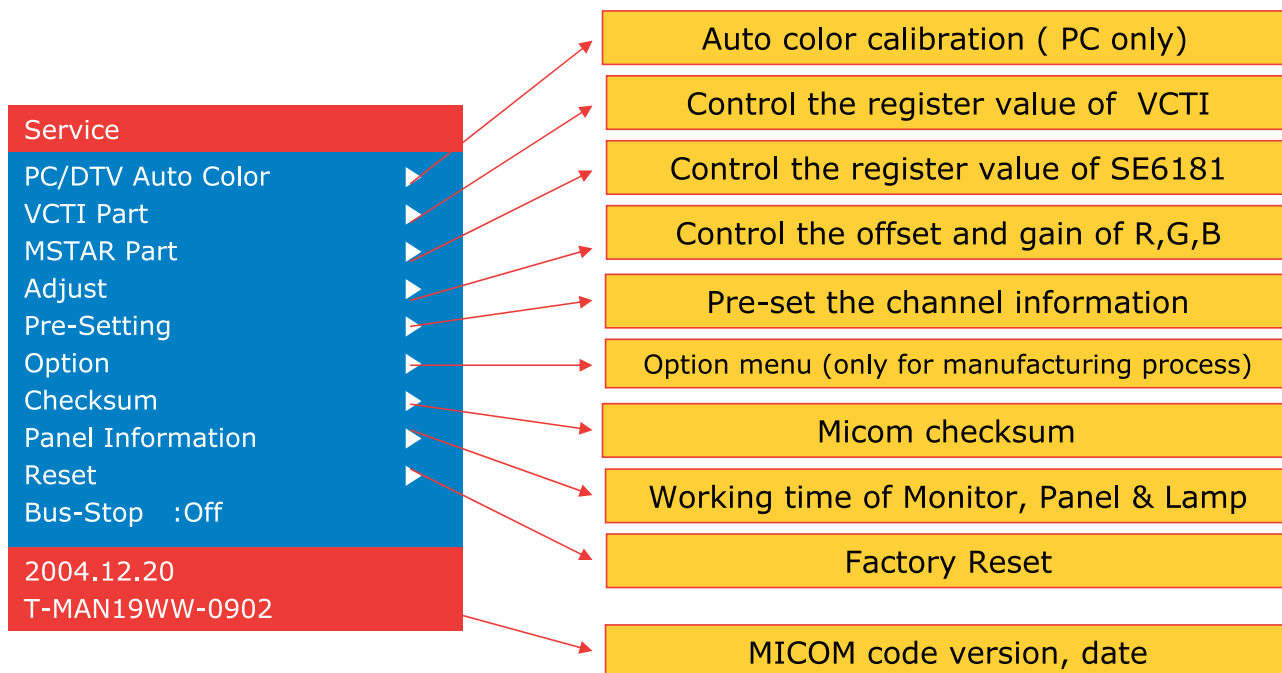 Service
PC/DTV Auto Color
VCTI Part
MSTAR Part
Adjust
Pre-Setting
Option
Checksum
Panel Information
Reset
Bus-Stop :Off
2004.12.20
T-MAN19WW-0902
Auto color calibration ( PC only)
Control the register value of VCTI
Control the register value of SE6181
Control the offset and gain of R,G,B
Pre-set the channel information
Option menu (only for manufacturing process)
Micom checksum
Working time of Monitor, Panel & Lamp
Factory Reset
MICOM code version, date